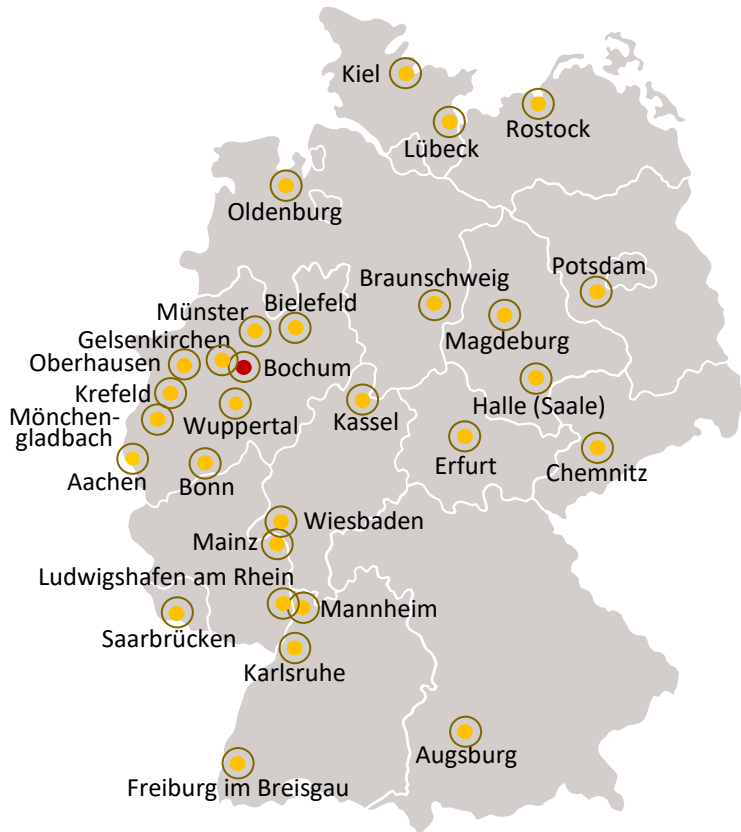 Kiel
Rostock
Lübeck
Oldenburg
Potsdam
Braunschweig
Bielefeld
Münster
Magdeburg
Gelsenkirchen
Oberhausen
Bochum
Krefeld
Halle (Saale)
Kassel
Wuppertal
Mönchen-
gladbach
Erfurt
Chemnitz
Aachen
Bonn
Wiesbaden
Mainz
Ludwigshafen am Rhein
Mannheim
Saarbrücken
Karlsruhe
Augsburg
Freiburg im Breisgau